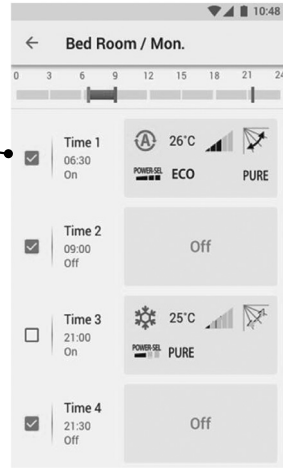 10:48
Bed Room / Mon.
0 3 6 9 12 15 18 21 24
Time 1
06:30
On
A 26°C
POWER-SEL ECO PURE
Time 2
09:00
Off
Off
Time 3
21:00
On
25°C
POWER-SEL PURE
Time 4
21:30
Off
Off